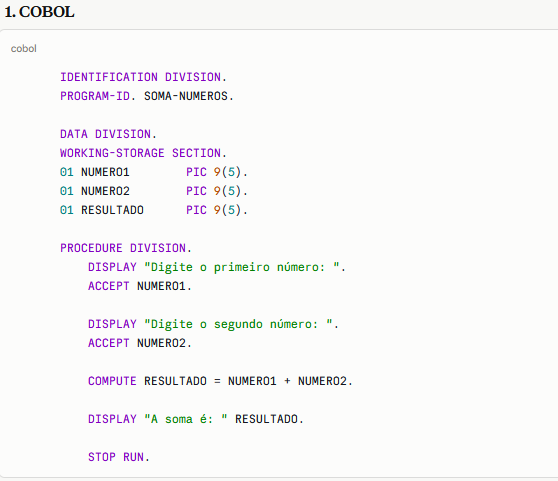 1. COBOL
cobol
IDENTIFICATION DIVISION.
PROGRAM-ID. SOMA-NUMEROS.
DATA DIVISION.
WORKING-STORAGE SECTION.
01 NUMERO1        PIC 9(5).
01 NUMERO2        PIC 9(5).
01 RESULTADO      PIC 9(5).
PROCEDURE DIVISION.
    DISPLAY "Digite o primeiro número: ".
    ACCEPT NUMERO1.
    DISPLAY "Digite o segundo número: ".
    ACCEPT NUMERO2.
    COMPUTE RESULTADO = NUMERO1 + NUMERO2.
    DISPLAY "A soma é: " RESULTADO.
    STOP RUN.